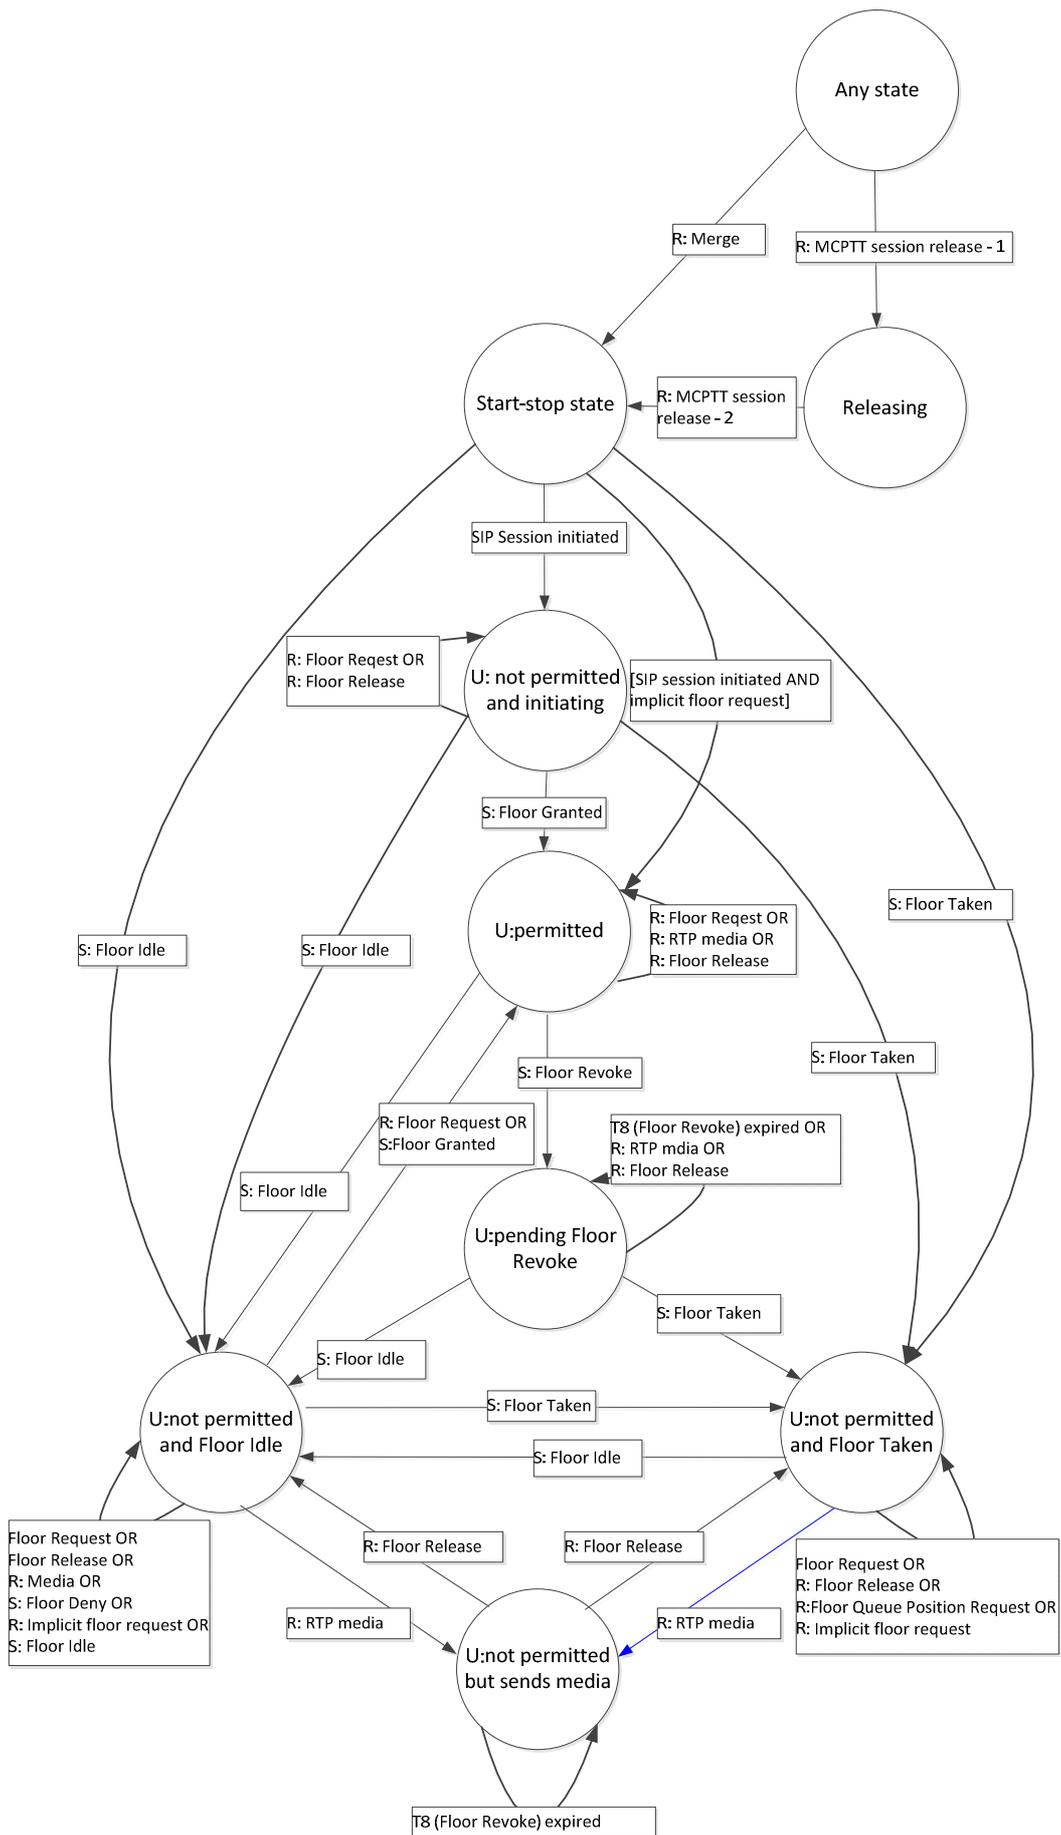 Any state
R: Merge
R: MCPTT session release - 1
Start-stop state
R: MCPTT session
release - 2
Releasing
SIP Session initiated
R: Floor Reqest OR
R: Floor Release
U: not permitted
and initiating
[SIP session initiated AND
implicit floor request]
S: Floor Granted
S: Floor Taken
U:permitted
R: Floor Reqest OR
R: RTP media OR
R: Floor Release
S: Floor Idle
S: Floor Idle
S: Floor Taken
S: Floor Revoke
R: Floor Request OR
S:Floor Granted
T8 (Floor Revoke) expired OR
R: RTP mdia OR
R: Floor Release
S: Floor Idle
U:pending Floor
Revoke
S: Floor Taken
S: Floor Idle
U:not permitted
and Floor Idle
S: Floor Taken
S: Floor Idle
U:not permitted
and Floor Taken
Floor Request OR
Floor Release OR
R: Media OR
S: Floor Deny OR
R: Implicit floor request OR
S: Floor Idle
R: Floor Release
R: Floor Release
Floor Request OR
R: Floor Release OR
R:Floor Queue Position Request OR
R: Implicit floor request
R: RTP media
R: RTP media
U:not permitted
but sends media
T8 (Floor Revoke) expired